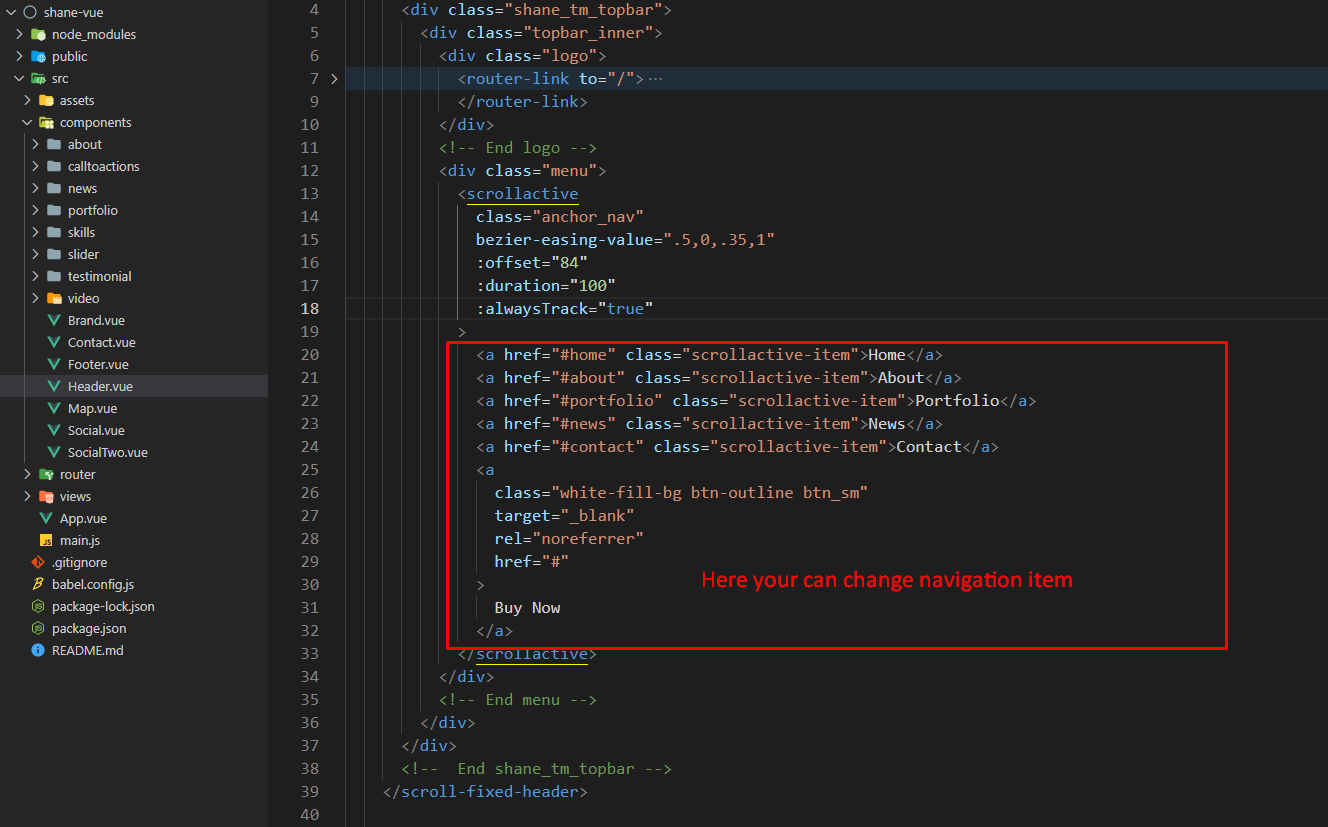 shane-vue
node_modules
public
src
assets
components
about
calltoactions
news
portfolio
skills
slider
testimonial
video
Brand.vue
Contact.vue
Footer.vue
Header.vue
Map.vue
Social.vue
SocialTwo.vue
router
views
App.vue
main.js
.gitignore
babel.config.js
package-lock.json
package.json
README.md
4 <div class="shane_tm_topbar">
5 <div class="topbar_inner">
6 <div class="logo">
7 <router-link to="/">···
9 </router-link>
10 </div>
11 <!-- End logo -->
12 <div class="menu">
13 <scrollactive
14 class="anchor_nav"
15 bezier-easing-value=".5,0,.35,1"
16 :offset="84"
17 :duration="100"
18 :alwaysTrack="true"
19 >
20 <a href="#home" class="scrollactive-item">Home</a>
21 <a href="#about" class="scrollactive-item">About</a>
22 <a href="#portfolio" class="scrollactive-item">Portfolio</a>
23 <a href="#news" class="scrollactive-item">News</a>
24 <a href="#contact" class="scrollactive-item">Contact</a>
25 <a
26 class="white-fill-bg btn-outline btn_sm"
27 target="_blank"
28 rel="noreferrer"
29 href="#"
30 >
Here your can change navigation item
31 Buy Now
32 </a>
33 </scrollactive>
34 </div>
35 <!-- End menu -->
36 </div>
37 </div>
38 <!--  End shane_tm_topbar -->
39 </scroll-fixed-header>
40